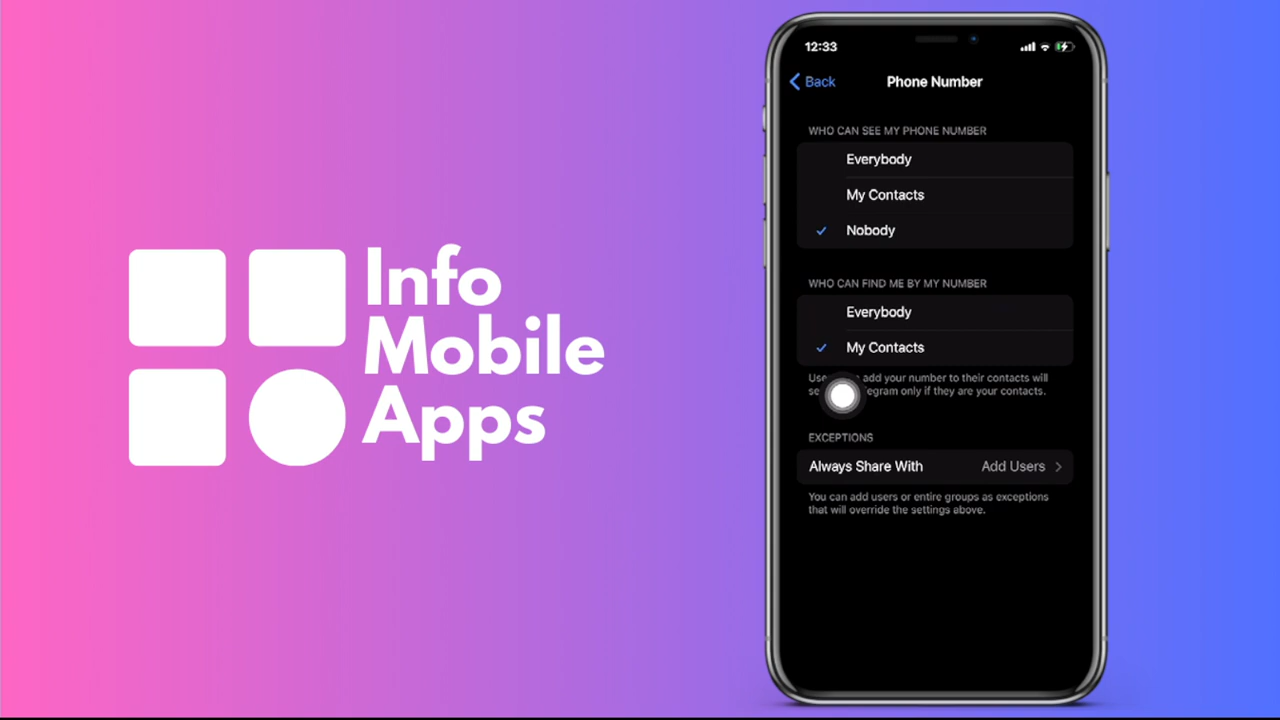 Info
Mobile
Apps
12:33
Back
Phone Number
WHO CAN SEE MY PHONE NUMBER
Everybody
My Contacts
Nobody
WHO CAN FIND ME BY MY NUMBER
Everybody
My Contacts
add your number to their contacts will
only if they are your contacts.
EXCEPTIONS
Always Share With Add Users
You can add users or entire groups as exceptions
that will override the settings above.